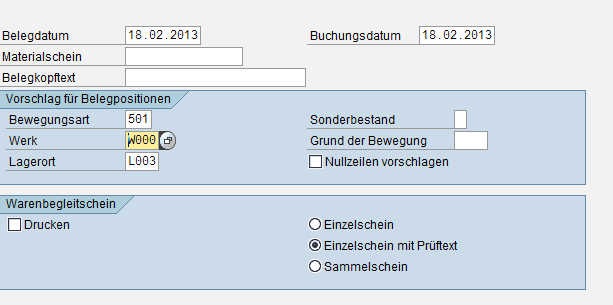 Belegdatum 18.02.2013 Buchungsdatum 18.02.2013
Materialschein
Belegkopftext
Vorschlag für Belegpositionen
Bewegungsart 501 Sonderbestand
Werk W000 Grund der Bewegung
Lagerort L003 Nullzeilen vorschlagen
Warenbegleitschein
Drucken Einzelschein
Einzelschein mit Prüftext
Sammelschein